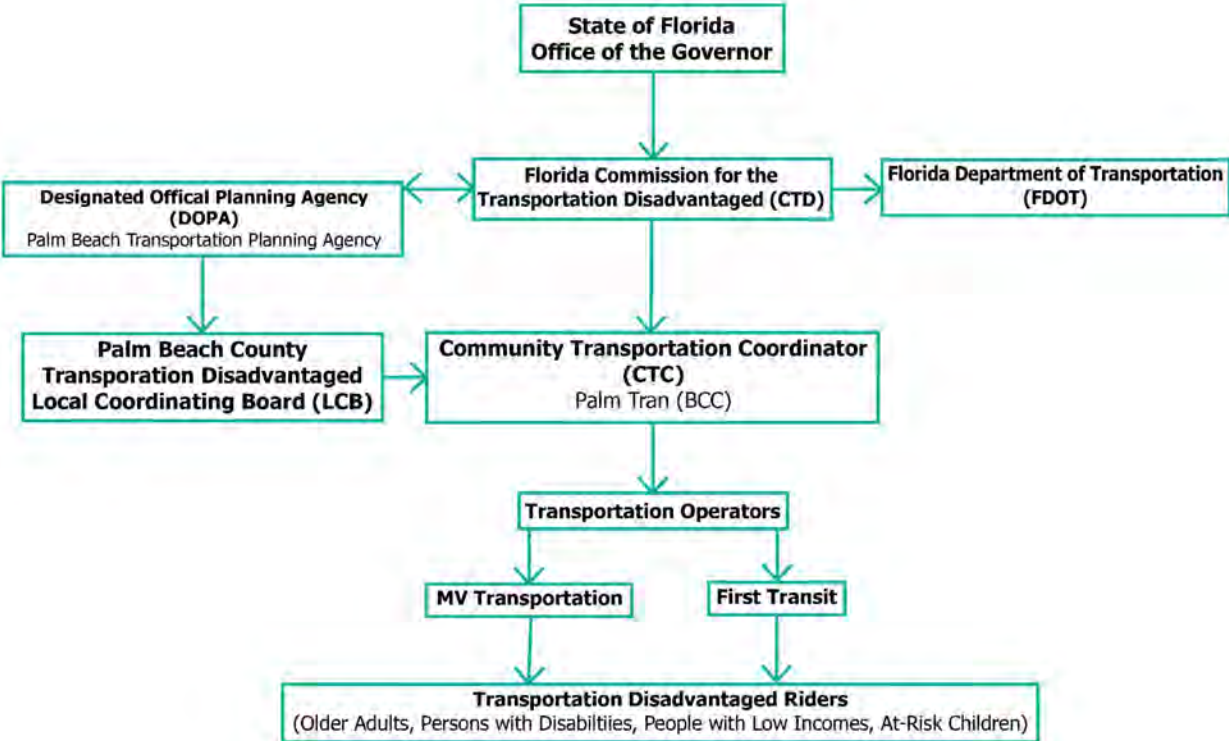 State of Florida
Office of the Governor
Florida Commission for the
Transportation Disadvantaged (CTD)
Florida Department of Transportation
(FDOT)
Designated Offical Planning Agency
(DOPA)
Palm Beach Transportation Planning Agency
Palm Beach County
Transporation Disadvantaged
Local Coordinating Board (LCB)
Community Transportation Coordinator
(CTC)
Palm Tran (BCC)
Transportation Operators
MV Transportation
First Transit
Transportation Disadvantaged Riders
(Older Adults, Persons with Disabiltiies, People with Low Incomes, At-Risk Children)